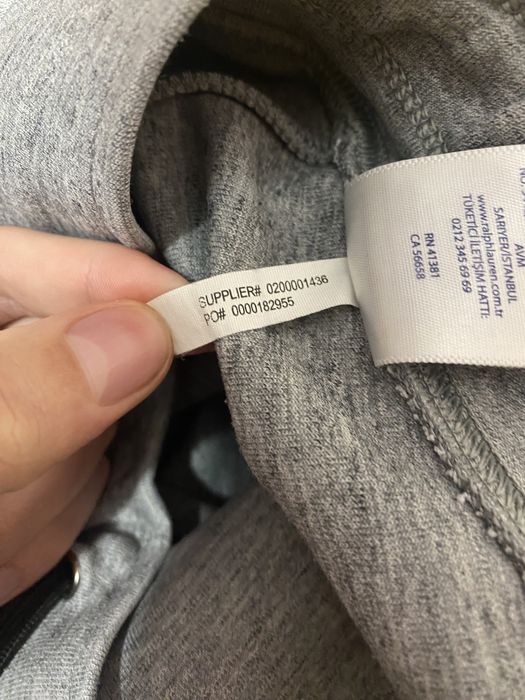 SUPPLIER# 0200001436
PO# 0000182955
SARIYER/ISTANBUL
www.ralphlauren.com.tr
TÜKETİCİ İLETİŞİM HATTI:
0212 345 69 69
RN 41381
CA 56658